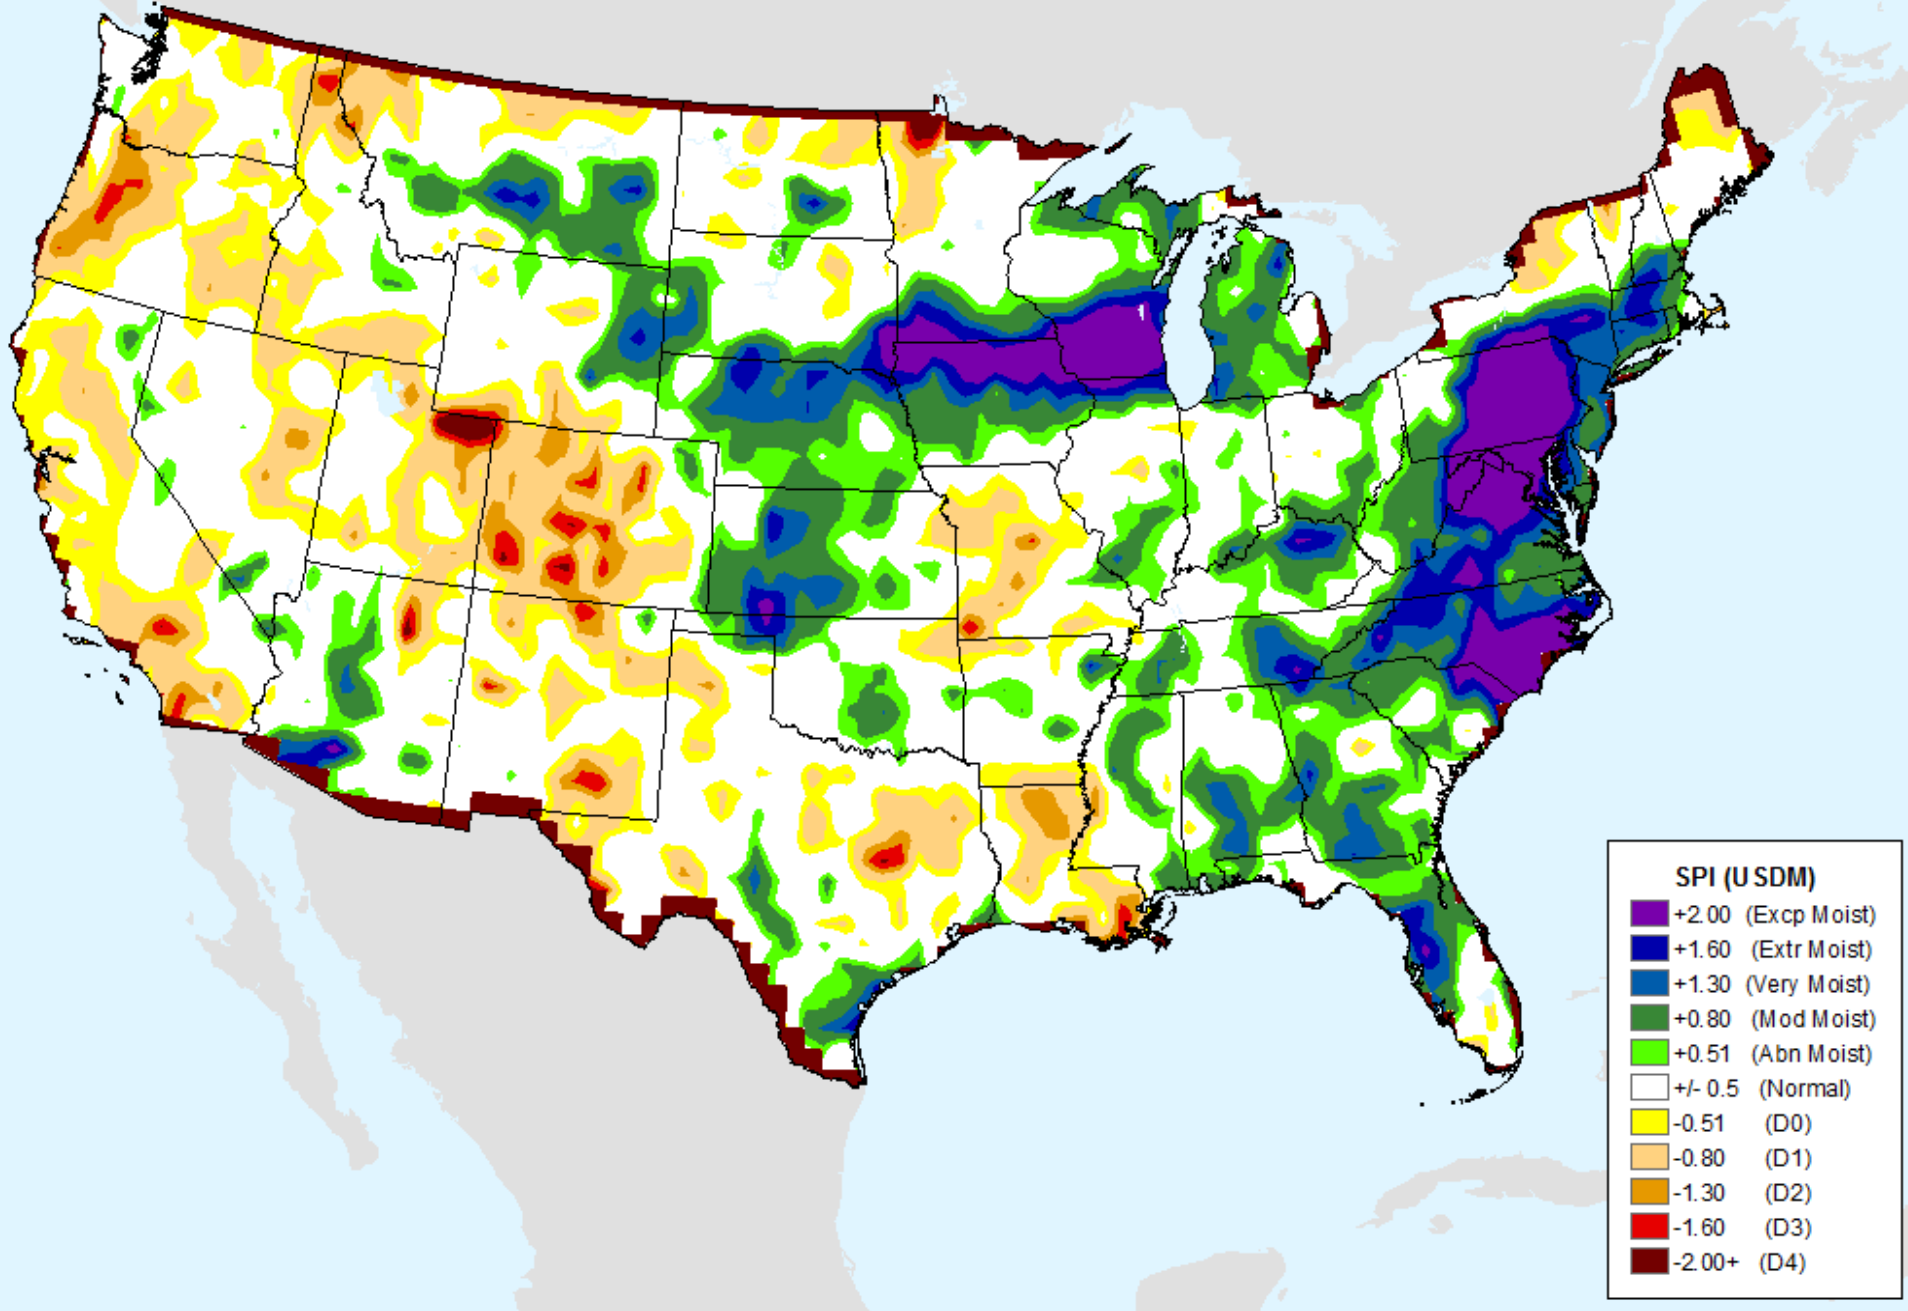 SPI (USDM)
+2.00 (Excp Moist)
+1.60 (Extr Moist)
+1.30 (Very Moist)
+0.80 (Mod Moist)
+0.51 (Abn Moist)
+/- 0.5 (Normal)
-0.51 (D0)
-0.80 (D1)
-1.30 (D2)
-1.60 (D3)
-2.00+ (D4)